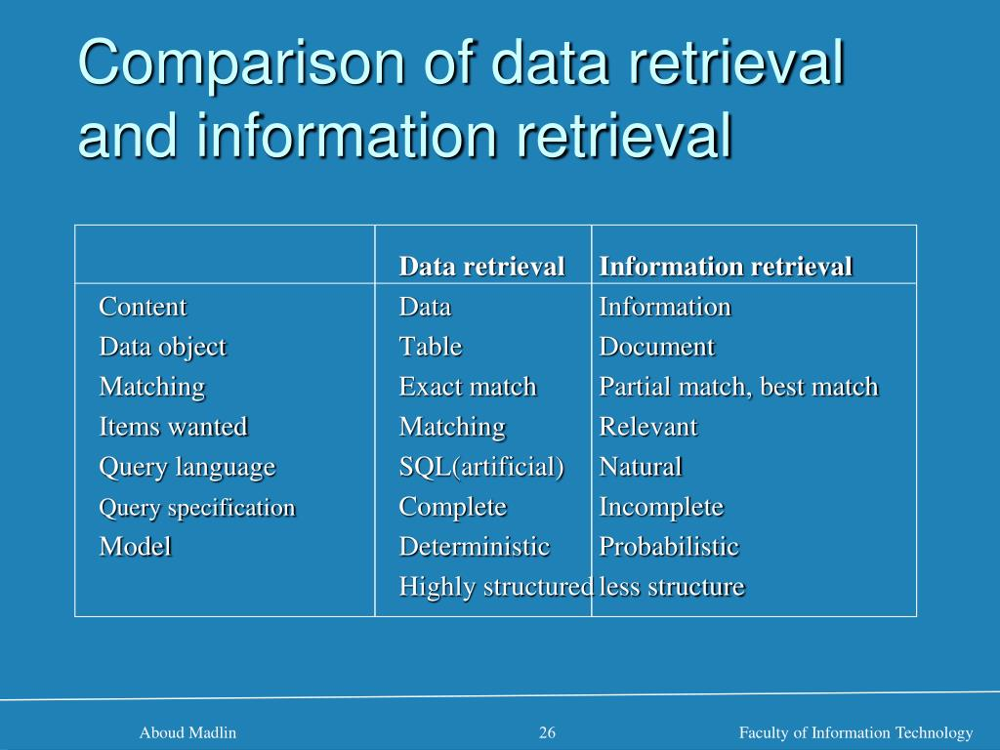 Comparison of data retrieval
and information retrieval
Data retrieval Information retrieval
Content Data Information
Data object Table Document
Matching Exact match Partial match, best match
Items wanted Matching Relevant
Query language SQL(artificial) Natural
Query specification Complete Incomplete
Model Deterministic Probabilistic
Highly structured less structure
Aboud Madlin 26 Faculty of Information Technology